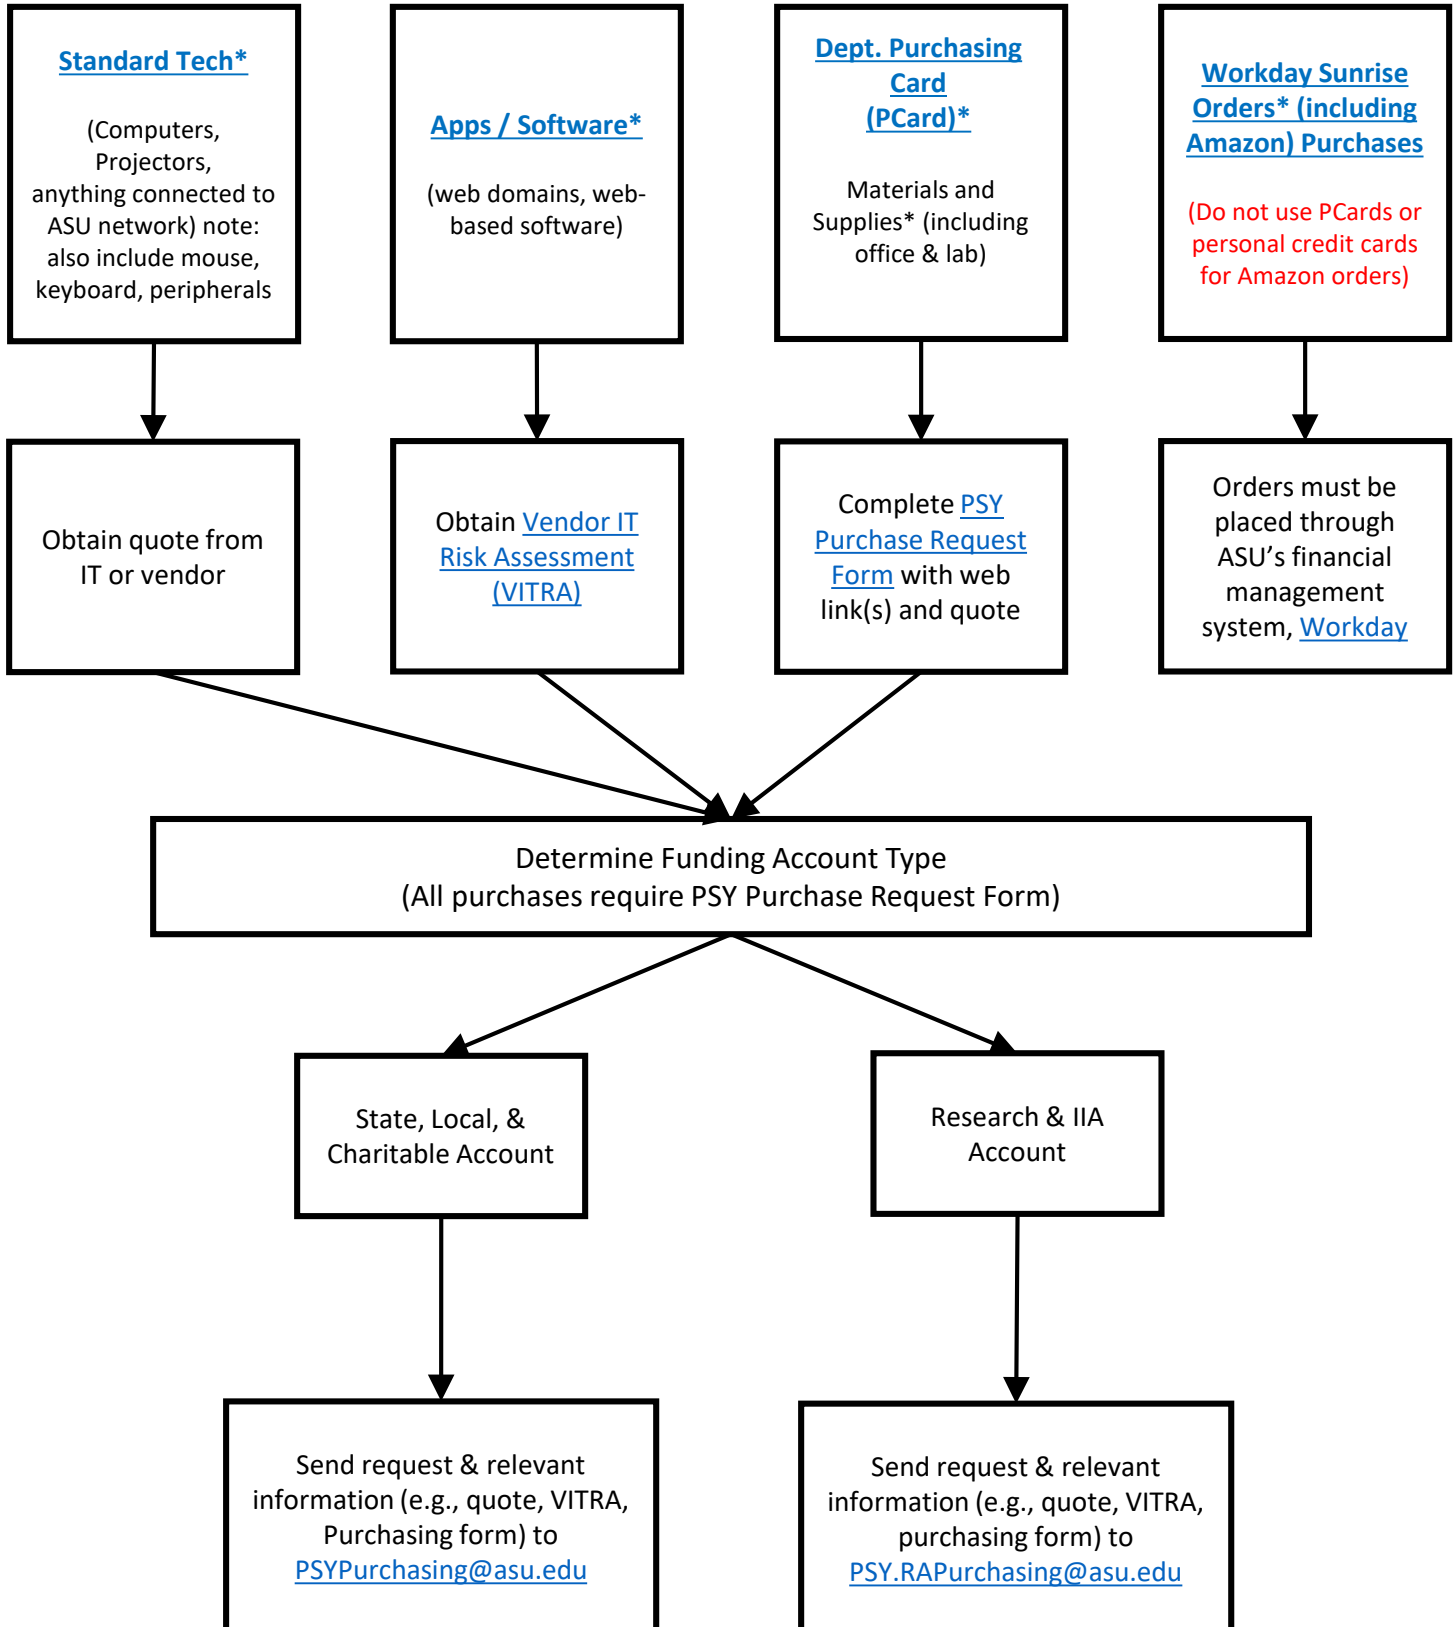 Standard Tech*
(Computers,
Projectors,
anything connected to
ASU network) note:
also include mouse,
keyboard, peripherals
Apps / Software*
(web domains, web-
based software)
Dept. Purchasing
Card
(PCard)*
Materials and
Supplies* (including
office & lab)
Workday Sunrise
Orders* (including
Amazon) Purchases
(Do not use PCards or
personal credit cards
for Amazon orders)
Obtain quote from
IT or vendor
Obtain Vendor IT
Risk Assessment
(VITRA)
Complete PSY
Purchase Request
Form with web
link(s) and quote
Orders must be
placed through
ASU’s financial
management
system, Workday
Determine Funding Account Type
(All purchases require PSY Purchase Request Form)
State, Local, &
Charitable Account
Research & IIA
Account
Send request & relevant
information (e.g., quote, VITRA,
Purchasing form) to
PSYPurchasing@asu.edu
Send request & relevant
information (e.g., quote, VITRA,
purchasing form) to
PSY.RAPurchasing@asu.edu